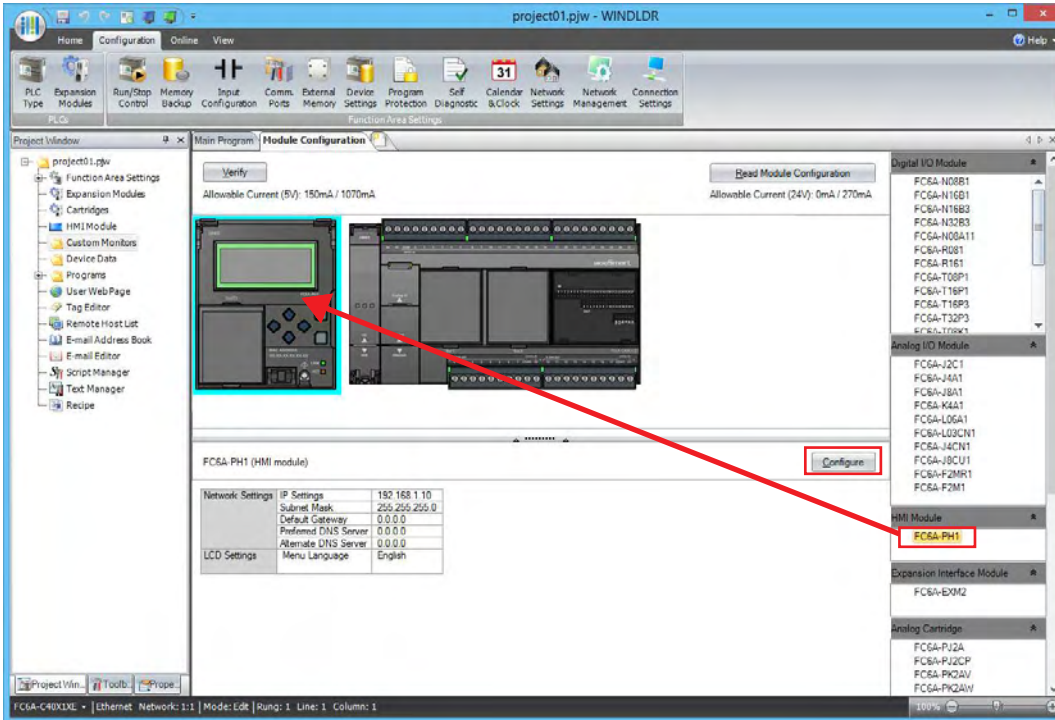 project01.pjw - WINDLDR
Home Configuration Online View
Help
PLC Type
Expansion Modules
Run/Stop Control
Memory Backup
Input Configuration
Comm. Ports
External Memory
Device Settings
Program Protection
Self Diagnostic
31
Calendar & Clock
Network Settings
Network Management
Connection Settings
PLCs
Function Area Settings
Project Window
project01.pjw
Function Area Settings
Expansion Modules
Cartridges
HMI Module
Custom Monitors
Device Data
Programs
User Web Page
Tag Editor
Remote Host List
E-mail Address Book
E-mail Editor
Script Manager
Text Manager
Recipe
Project Win...
Toolb...
Prope...
Main Program
Module Configuration
Verify
Read Module Configuration
Allowable Current (5V): 150mA / 1070mA
Allowable Current (24V): 0mA / 270mA
FC6A-PH1 (HMI module)
Configure
Network Settings IP Settings 192.168.1.10
Subnet Mask 255.255.255.0
Default Gateway 0.0.0.0
Preferred DNS Server 0.0.0.0
Alternate DNS Server 0.0.0.0
LCD Settings Menu Language English
Digital I/O Module
FC6A-N08B1
FC6A-N16B1
FC6A-N16B3
FC6A-N32B3
FC6A-N08A11
FC6A-R081
FC6A-R161
FC6A-T08P1
FC6A-T16P1
FC6A-T16P3
FC6A-T32P3
FC6A-T08K1
Analog I/O Module
FC6A-J2C1
FC6A-J4A1
FC6A-J8A1
FC6A-K4A1
FC6A-L06A1
FC6A-L03CN1
FC6A-J4CN1
FC6A-J8CU1
FC6A-F2MR1
FC6A-F2M1
HMI Module
FC6A-PH1
Expansion Interface Module
FC6A-EXM2
Analog Cartridge
FC6A-PJ2A
FC6A-PJ2CP
FC6A-PK2AV
FC6A-PK2AW
FC6A-C40X1XE
Ethernet Network: 1:1
Mode: Edit
Rung: 1 Line: 1 Column: 1
100%